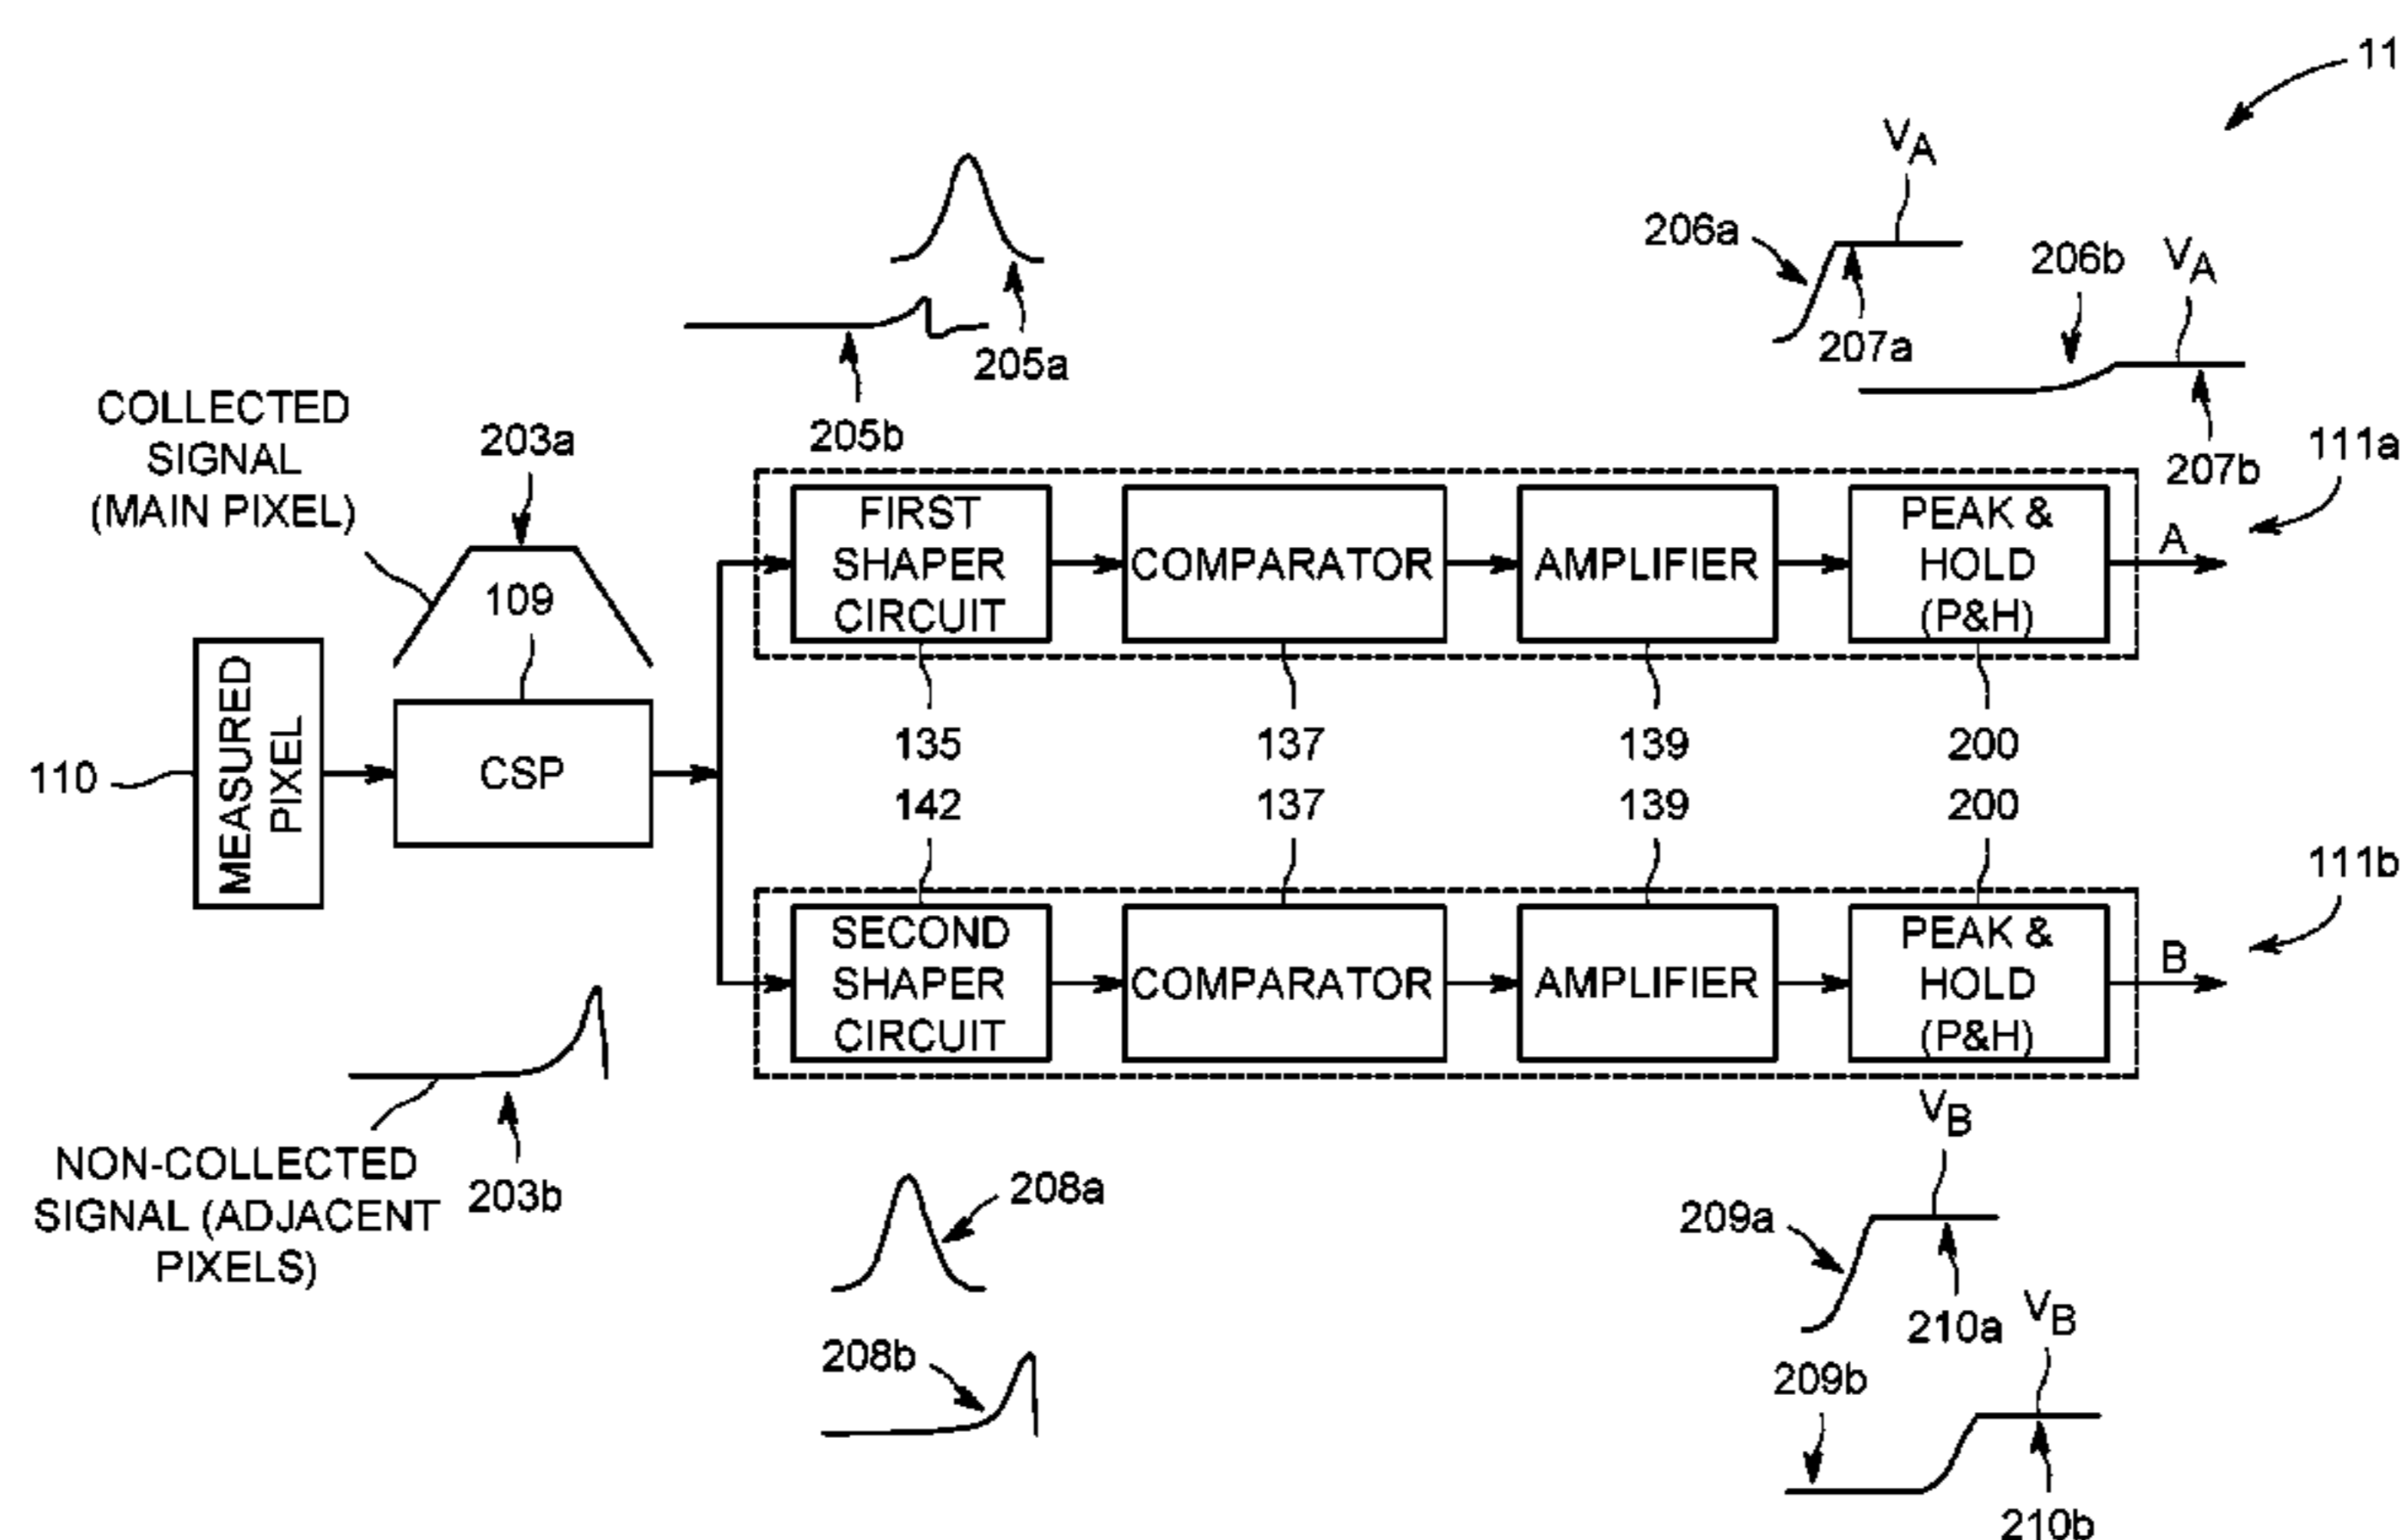 11
VA
206a
206b
VA
207a
205a
205b
207b
111a
COLLECTED
SIGNAL
(MAIN PIXEL)
203a
109
FIRST
SHAPER
CIRCUIT
COMPARATOR
AMPLIFIER
PEAK &
HOLD
(P&H)
A
135
137
139
200
110
MEASURED
PIXEL
CSP
142
137
139
200
111b
SECOND
SHAPER
CIRCUIT
COMPARATOR
AMPLIFIER
PEAK &
HOLD
(P&H)
B
NON-COLLECTED
SIGNAL (ADJACENT
PIXELS)
203b
208a
208b
VB
209a
210a
VB
209b
210b